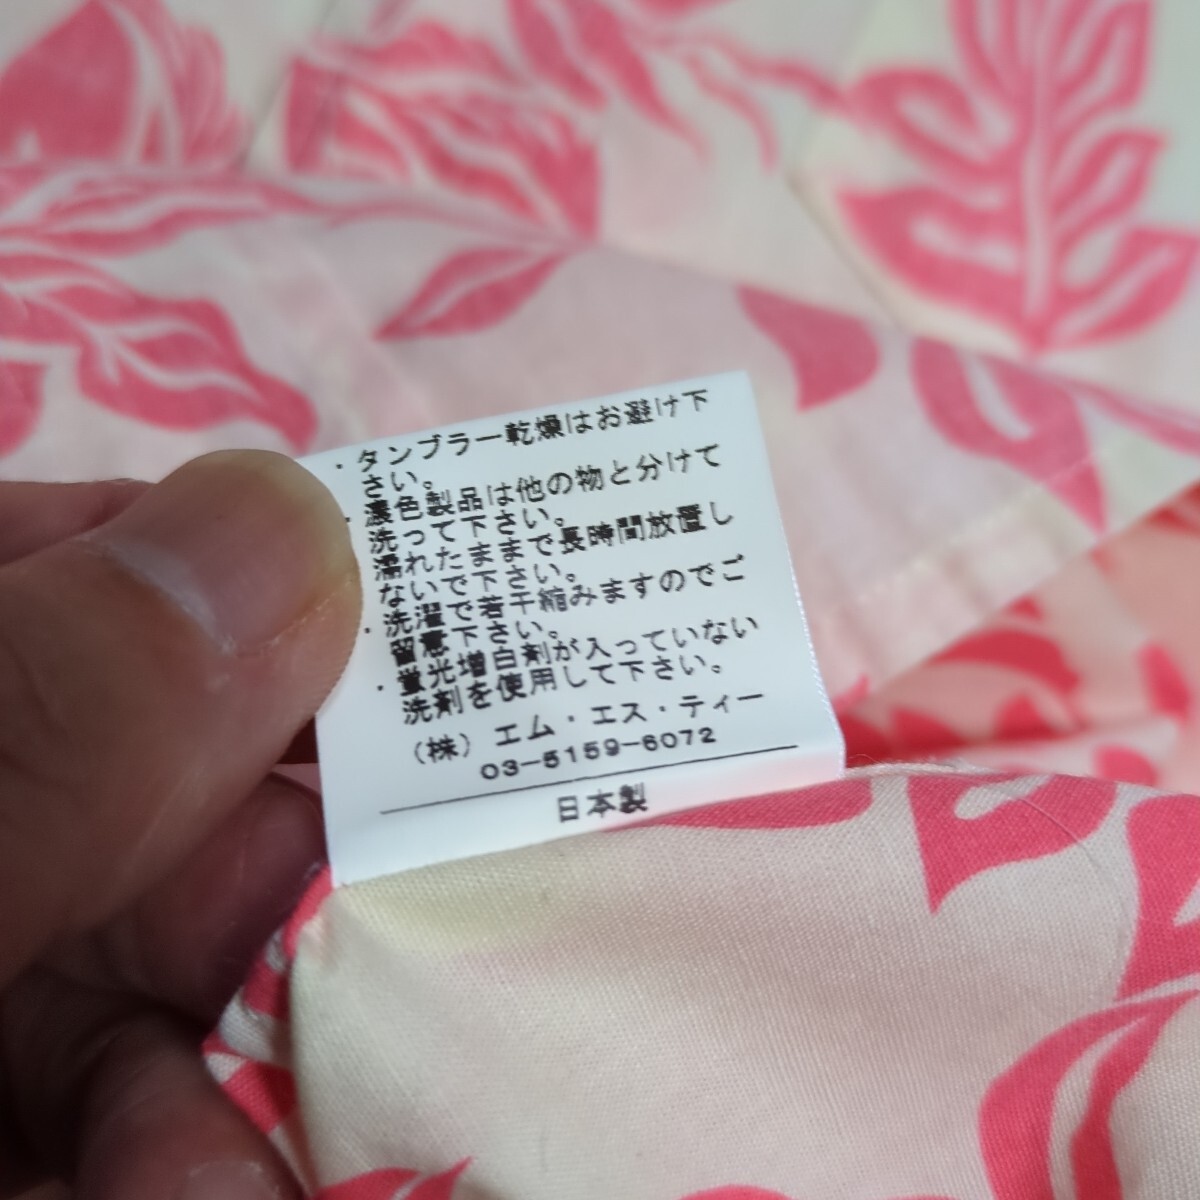 ・タンブラー乾燥はお避け下
さい。
・濃色製品は他の物と分けて
洗って下さい。
濡れたままで長時間放置し
ないで下さい。
・洗濯で若干縮みますのでご
留意下さい。
・蛍光増白剤が入っていない
洗剤を使用して下さい。
(株) エム・エス・ティー
03-5159-6072
日本製